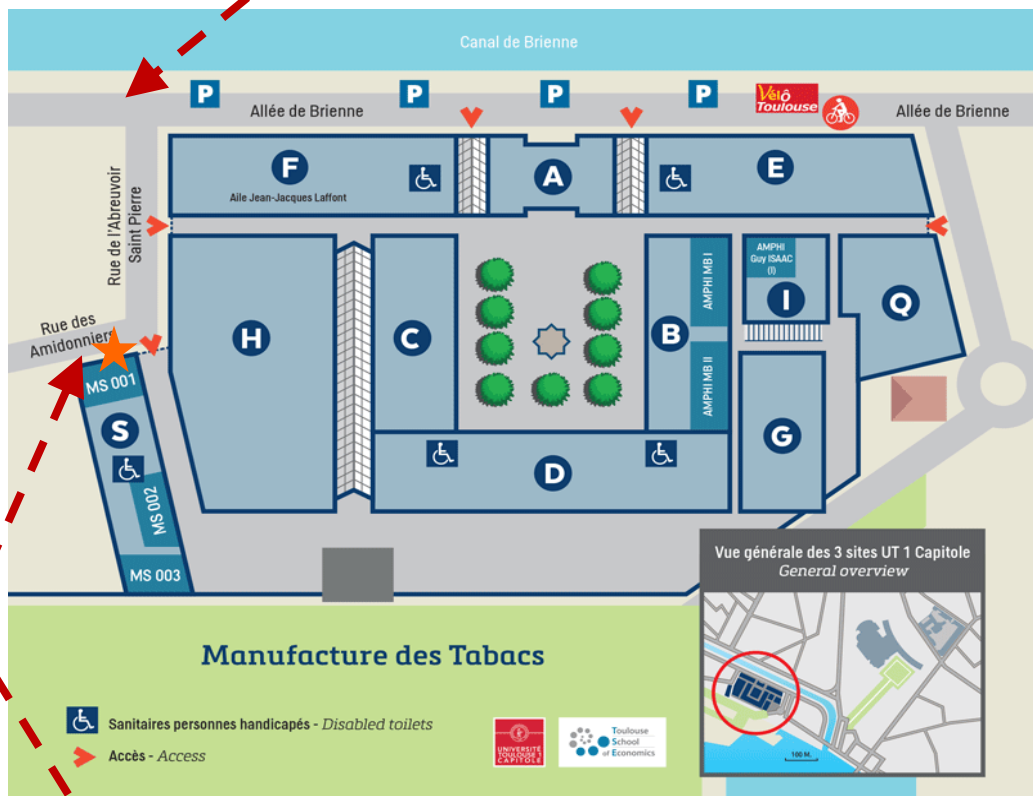 Canal de Brienne
P
P
P
P
Vélô
Toulouse
Allée de Brienne
Allée de Brienne
F
Aile Jean-Jacques Laffont
A
E
Rue de l'Abreuvoir
Saint Pierre
Rue des
Amidonniers
H
C
B
AMPHI MB I
AMPHI MB II
AMPHI
Guy ISAAC
(I)
I
Q
MS 001
S
MS 002
MS 003
D
G
Vue générale des 3 sites UT 1 Capitole
General overview
100 M.
Manufacture des Tabacs
Sanitaires personnes handicapés - Disabled toilets
Accès - Access
UNIVERSITÉ
TOULOUSE 1
CAPITOLE
Toulouse
School
of Economics